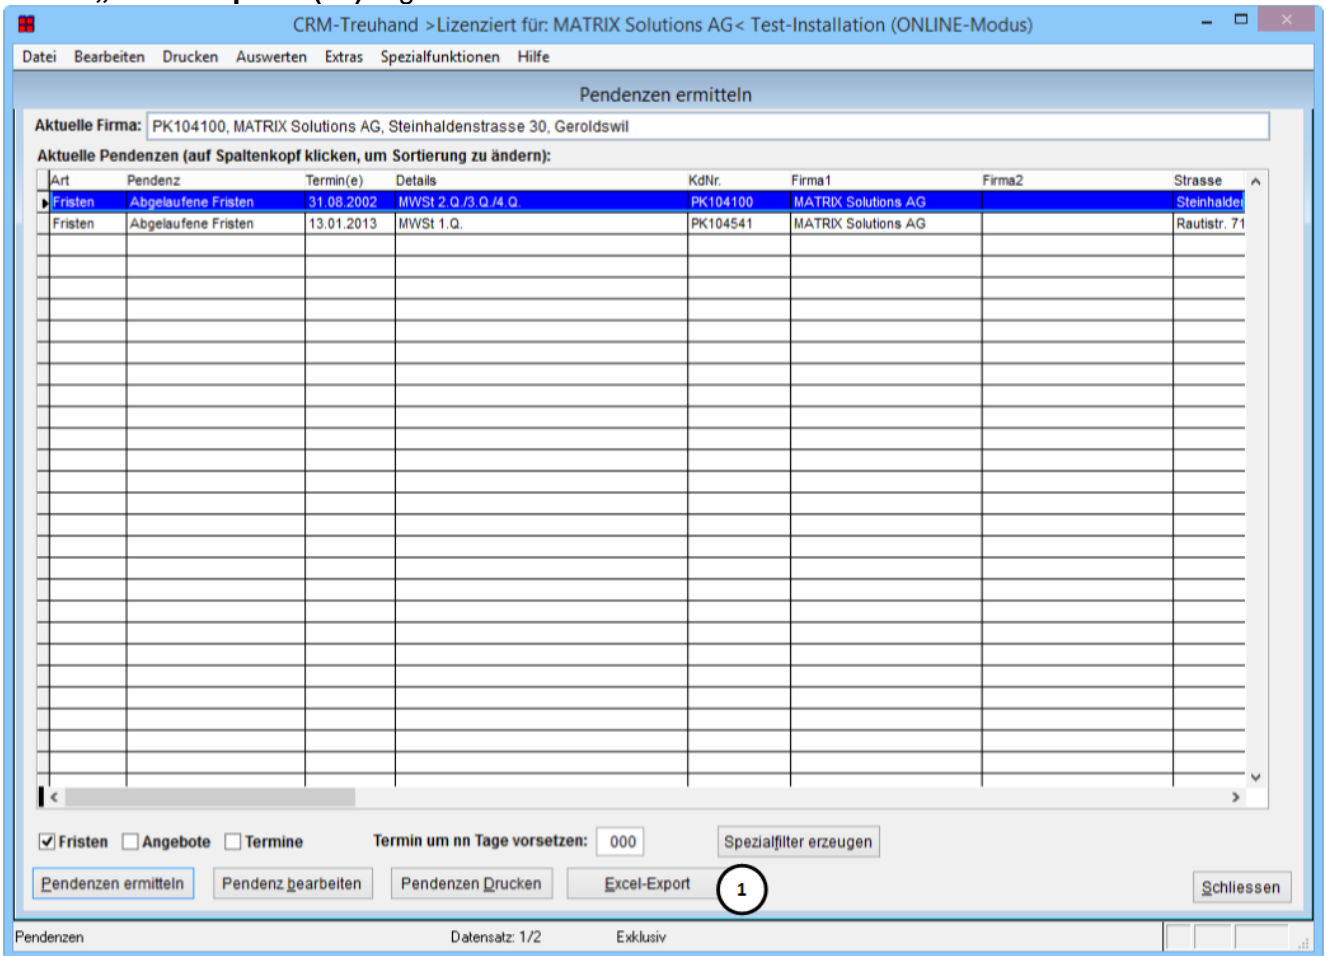 CRM-Treuhand >Lizenziert für: MATRIX Solutions AG< Test-Installation (ONLINE-Modus)
Datei Bearbeiten Drucken Auswerten Extras Spezialfunktionen Hilfe
Pendenzen ermitteln
Aktuelle Firma: PK104100, MATRIX Solutions AG, Steinhaldenstrasse 30, Geroldswil
Aktuelle Pendenzen (auf Spaltenkopf klicken, um Sortierung zu ändern):
Art Pendenz Termin(e) Details KdNr. Firma1 Firma2 Strasse
Fristen Abgelaufene Fristen 31.08.2002 MWSt 2.Q./3.Q./4.Q. PK104100 MATRIX Solutions AG Steinhalde
Fristen Abgelaufene Fristen 13.01.2013 MWSt 1.Q. PK104541 MATRIX Solutions AG Rautistr. 71
Fristen Angebote Termine Termin um nn Tage vorsetzen: 000 Spezialfilter erzeugen
Pendenzen ermitteln Pendenz bearbeiten Pendenzen Drucken Excel-Export 1 Schliessen
Pendenzen Datensatz: 1/2 Exklusiv